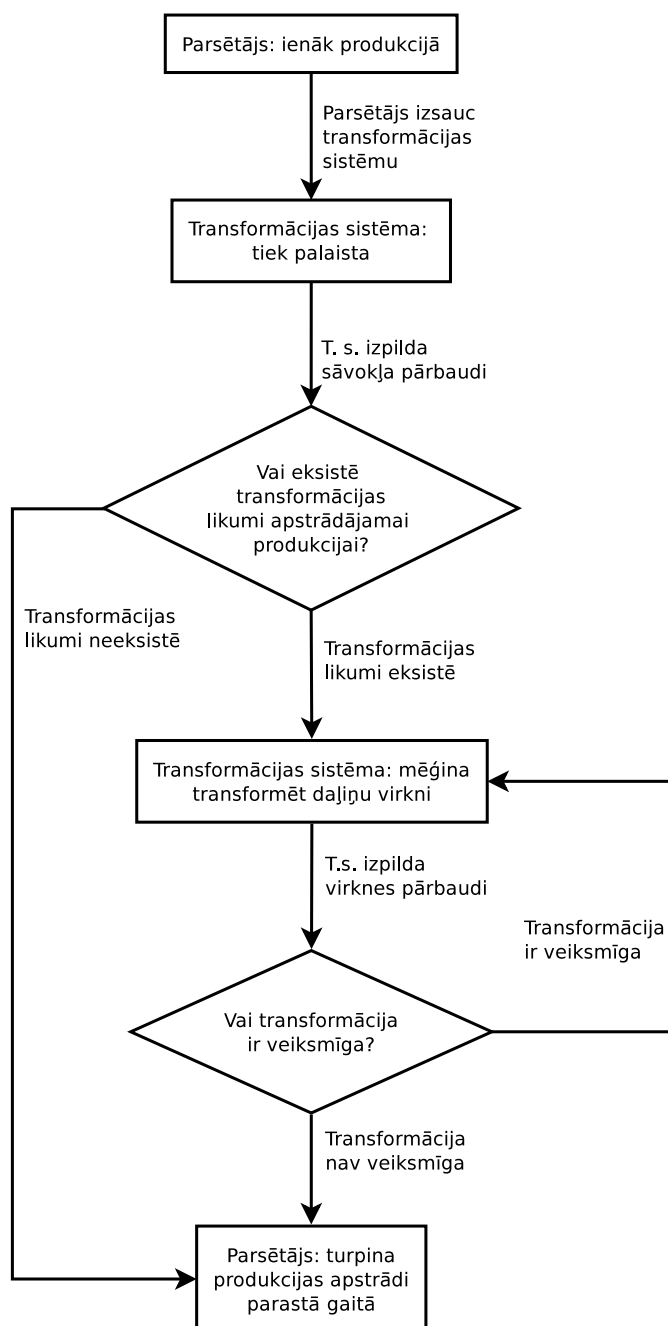 Parsētājs: ienāk produkcijā
Parsētājs izsauc
transformācijas
sistēmu
Transformācijas sistēma:
tiek palaista
T. s. izpilda
sāvokļa pārbaudi
Vai eksistē
transformācijas
likumi apstrādājamai
produkcijai?
Transformācijas
likumi neeksistē
Transformācijas
likumi eksistē
Transformācijas sistēma: mēģina
transformēt daļiņu virkni
T.s. izpilda
virknes pārbaudi
Transformācija
ir veiksmīga
Vai transformācija
ir veiksmīga?
Transformācija
nav veiksmīga
Parsētājs: turpina
produkcijas apstrādi
parastā gaitā